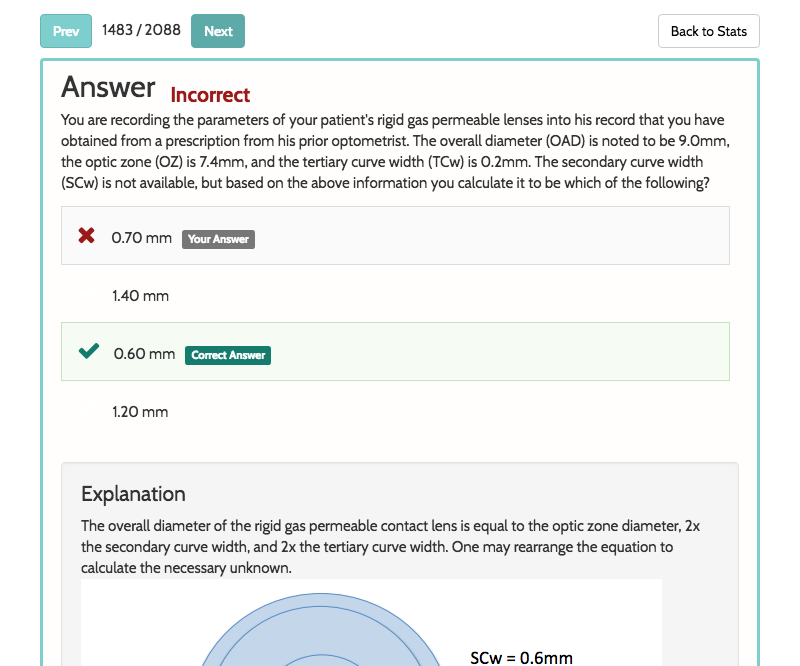 Prev 1483 / 2088 Next Back to Stats
Answer Incorrect
You are recording the parameters of your patient's rigid gas permeable lenses into his record that you have
obtained from a prescription from his prior optometrist. The overall diameter (OAD) is noted to be 9.0mm,
the optic zone (OZ) is 7.4mm, and the tertiary curve width (TCw) is 0.2mm. The secondary curve width
(SCw) is not available, but based on the above information you calculate it to be which of the following?
0.70 mm Your Answer
1.40 mm
0.60 mm Correct Answer
1.20 mm
Explanation
The overall diameter of the rigid gas permeable contact lens is equal to the optic zone diameter, 2x
the secondary curve width, and 2x the tertiary curve width. One may rearrange the equation to
calculate the necessary unknown.
SCw = 0.6mm